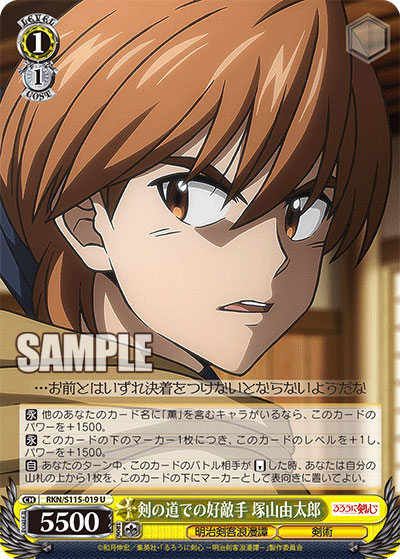 LEVEL
1
1
COST
SAMPLE
…お前とはいずれ決着をつけないとならないようだな
永 他のあなたのカード名に「薫」を含むキャラがいるなら、このカードの
パワーを+1500。
永 このカードの下のマーカー1枚につき、このカードのレベルを+1し、
パワーを+1500。
自 あなたのターン中、このカードのバトル相手が した時、あなたは自分の
山札の上から1枚を、このカードの下にマーカーとして表向きに置いてよい。
CH RKN/S115-019 U
剣の道での好敵手 塚山由太郎
るろうに剣心
5500
明治剣客浪漫譚
剣術
©和月伸宏/集英社・「るろうに剣心 -明治剣客浪漫譚-」製作委員会